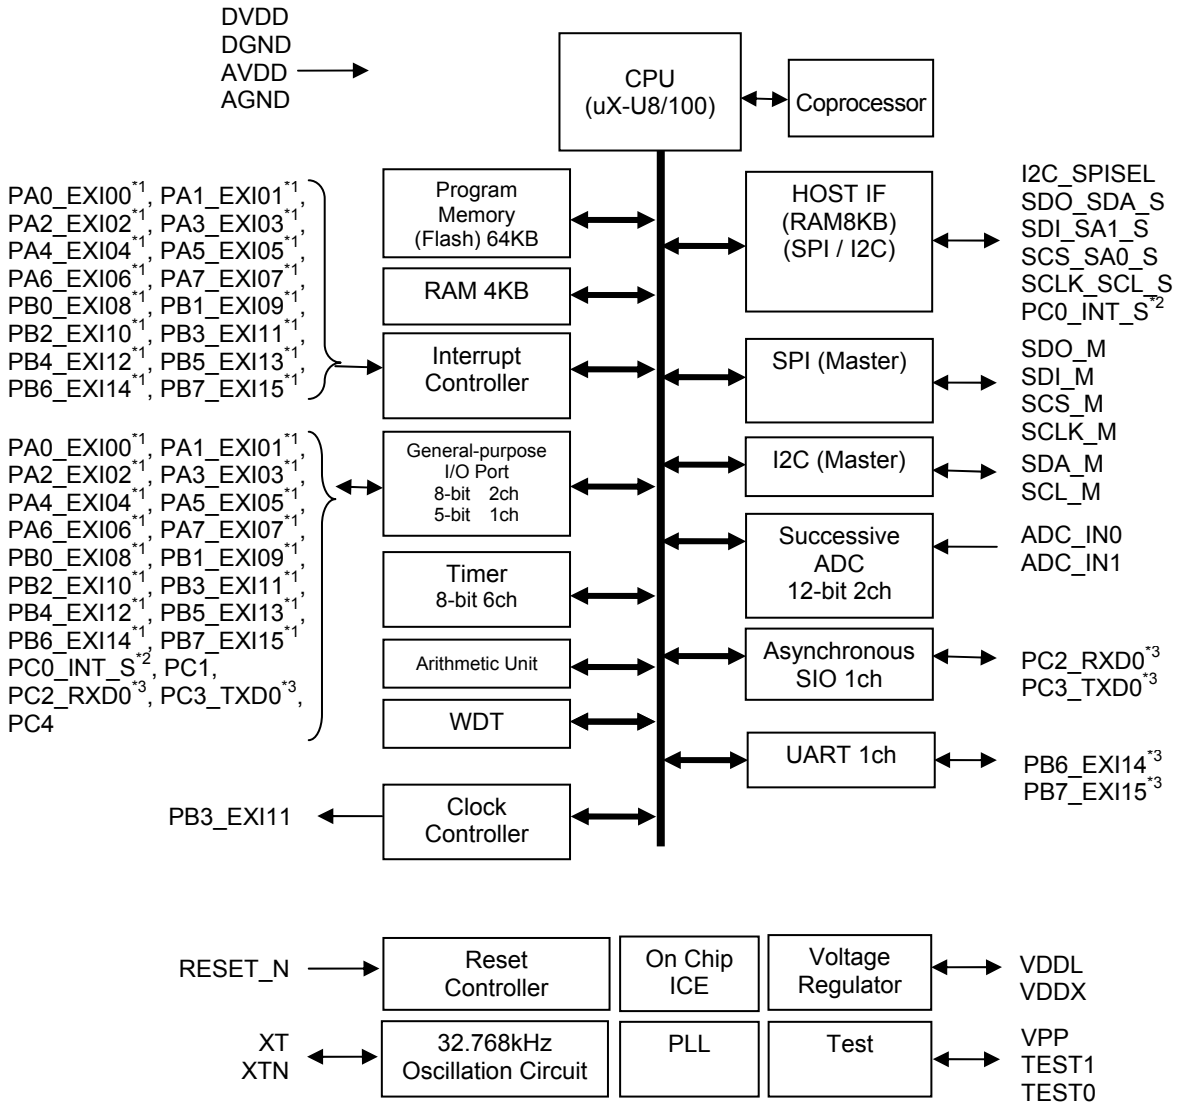 DVDD
DGND
AVDD
AGND
CPU
(uX-U8/100)
Coprocessor
PA0_EXI00*1, PA1_EXI01*1,
PA2_EXI02*1, PA3_EXI03*1,
PA4_EXI04*1, PA5_EXI05*1,
PA6_EXI06*1, PA7_EXI07*1,
PB0_EXI08*1, PB1_EXI09*1,
PB2_EXI10*1, PB3_EXI11*1,
PB4_EXI12*1, PB5_EXI13*1,
PB6_EXI14*1, PB7_EXI15*1
Program
Memory
(Flash) 64KB
RAM 4KB
Interrupt
Controller
HOST IF
(RAM8KB)
(SPI / I2C)
I2C_SPISEL
SDO_SDA_S
SDI_SA1_S
SCS_SA0_S
SCLK_SCL_S
PC0_INT_S*2
SPI (Master)
SDO_M
SDI_M
SCS_M
SCLK_M
PA0_EXI00*1, PA1_EXI01*1,
PA2_EXI02*1, PA3_EXI03*1,
PA4_EXI04*1, PA5_EXI05*1,
PA6_EXI06*1, PA7_EXI07*1,
PB0_EXI08*1, PB1_EXI09*1,
PB2_EXI10*1, PB3_EXI11*1,
PB4_EXI12*1, PB5_EXI13*1,
PB6_EXI14*1, PB7_EXI15*1
PC0_INT_S*2, PC1,
PC2_RXD0*3, PC3_TXD0*3,
PC4
General-purpose
I/O Port
8-bit 2ch
5-bit 1ch
I2C (Master)
SDA_M
SCL_M
Timer
8-bit 6ch
Successive
ADC
12-bit 2ch
ADC_IN0
ADC_IN1
Arithmetic Unit
Asynchronous
SIO 1ch
PC2_RXD0*3
PC3_TXD0*3
WDT
UART 1ch
PB6_EXI14*3
PB7_EXI15*3
PB3_EXI11
Clock
Controller
RESET_N
Reset
Controller
On Chip
ICE
Voltage
Regulator
VDDL
VDDX
XT
XTN
32.768kHz
Oscillation Circuit
PLL
Test
VPP
TEST1
TEST0